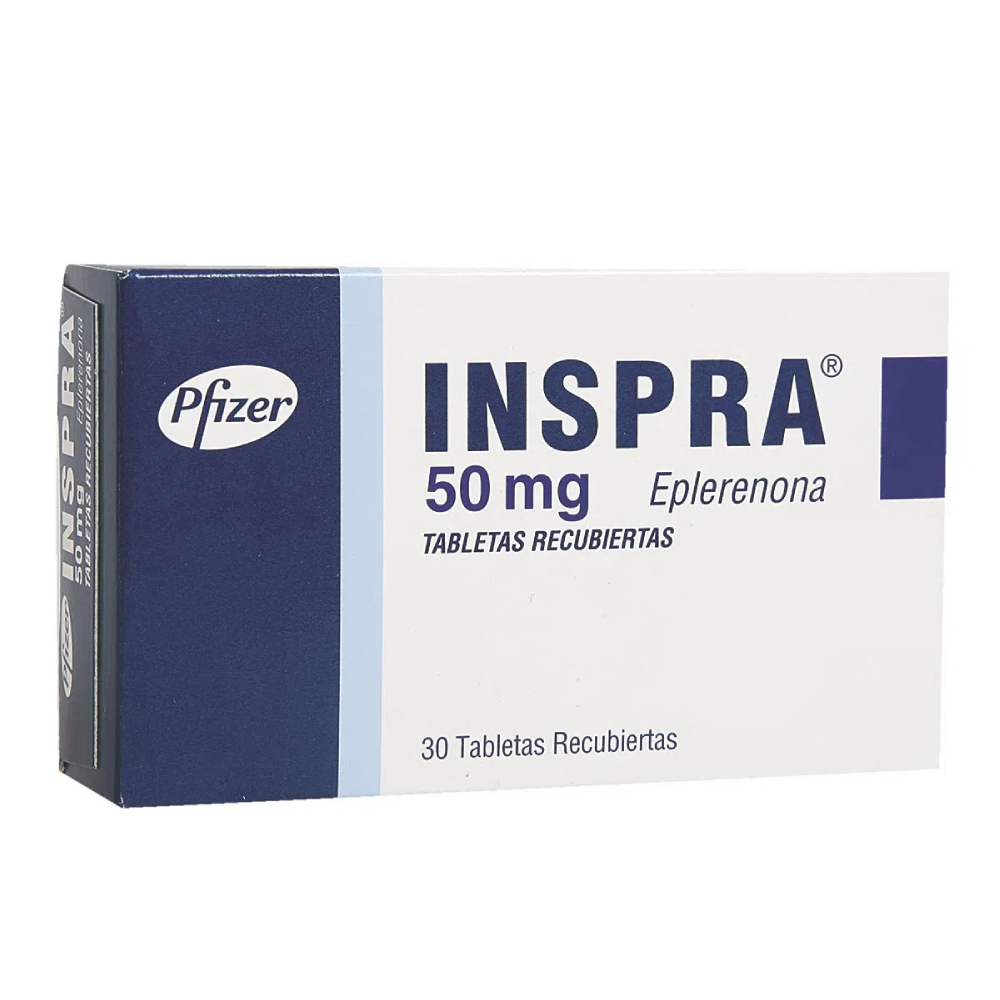 Pfizer
INSPRA®
50 mg Eplerenona
TABLETAS RECUBIERTAS
30 Tabletas Recubiertas
INSPRA®
50 mg Eplerenona
TABLETAS RECUBIERTAS
Pfizer